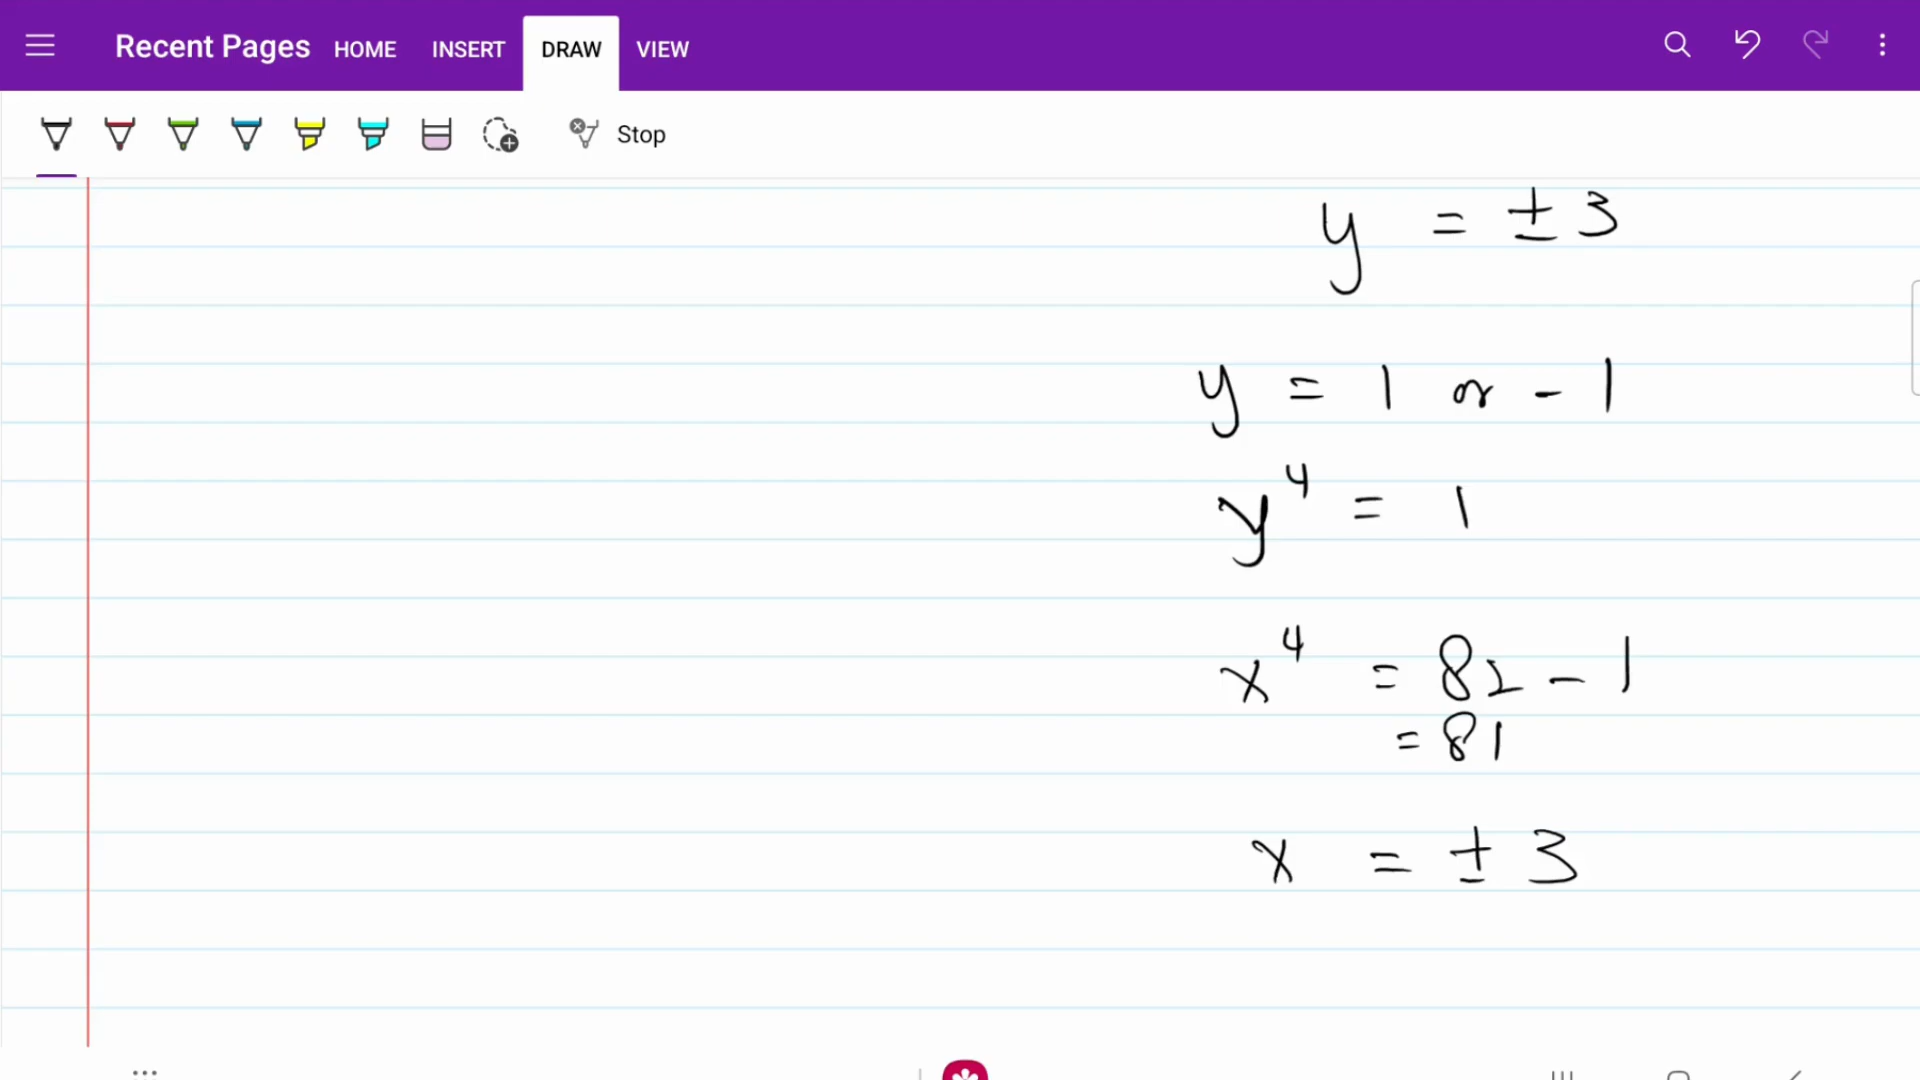 Recent Pages HOME INSERT DRAW VIEW
Stop
y = ± 3
y = 1 or - 1
y⁴ = 1
x⁴ = 82 - 1
= 81
x = ± 3